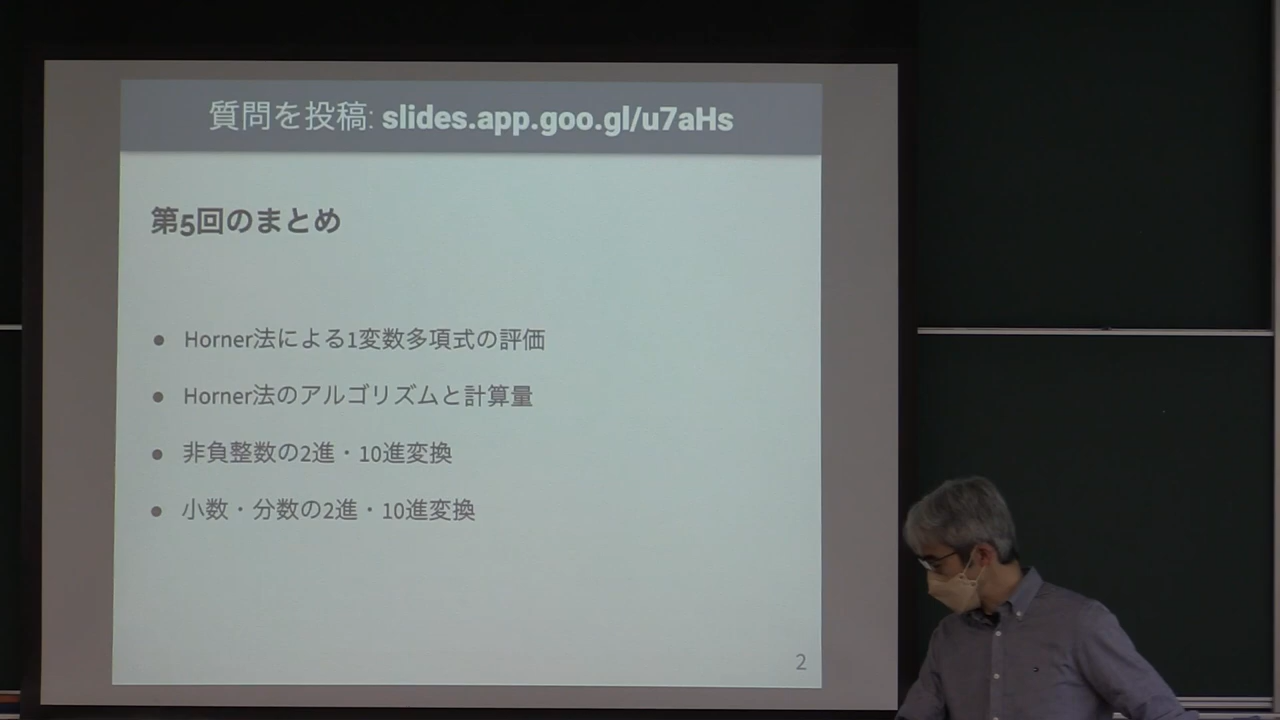 質問を投稿: slides.app.goo.gl/u7aHs
第5回のまとめ
● Horner法による1変数多項式の評価
● Horner法のアルゴリズムと計算量
● 非負整数の2進・10進変換
● 小数・分数の2進・10進変換
2